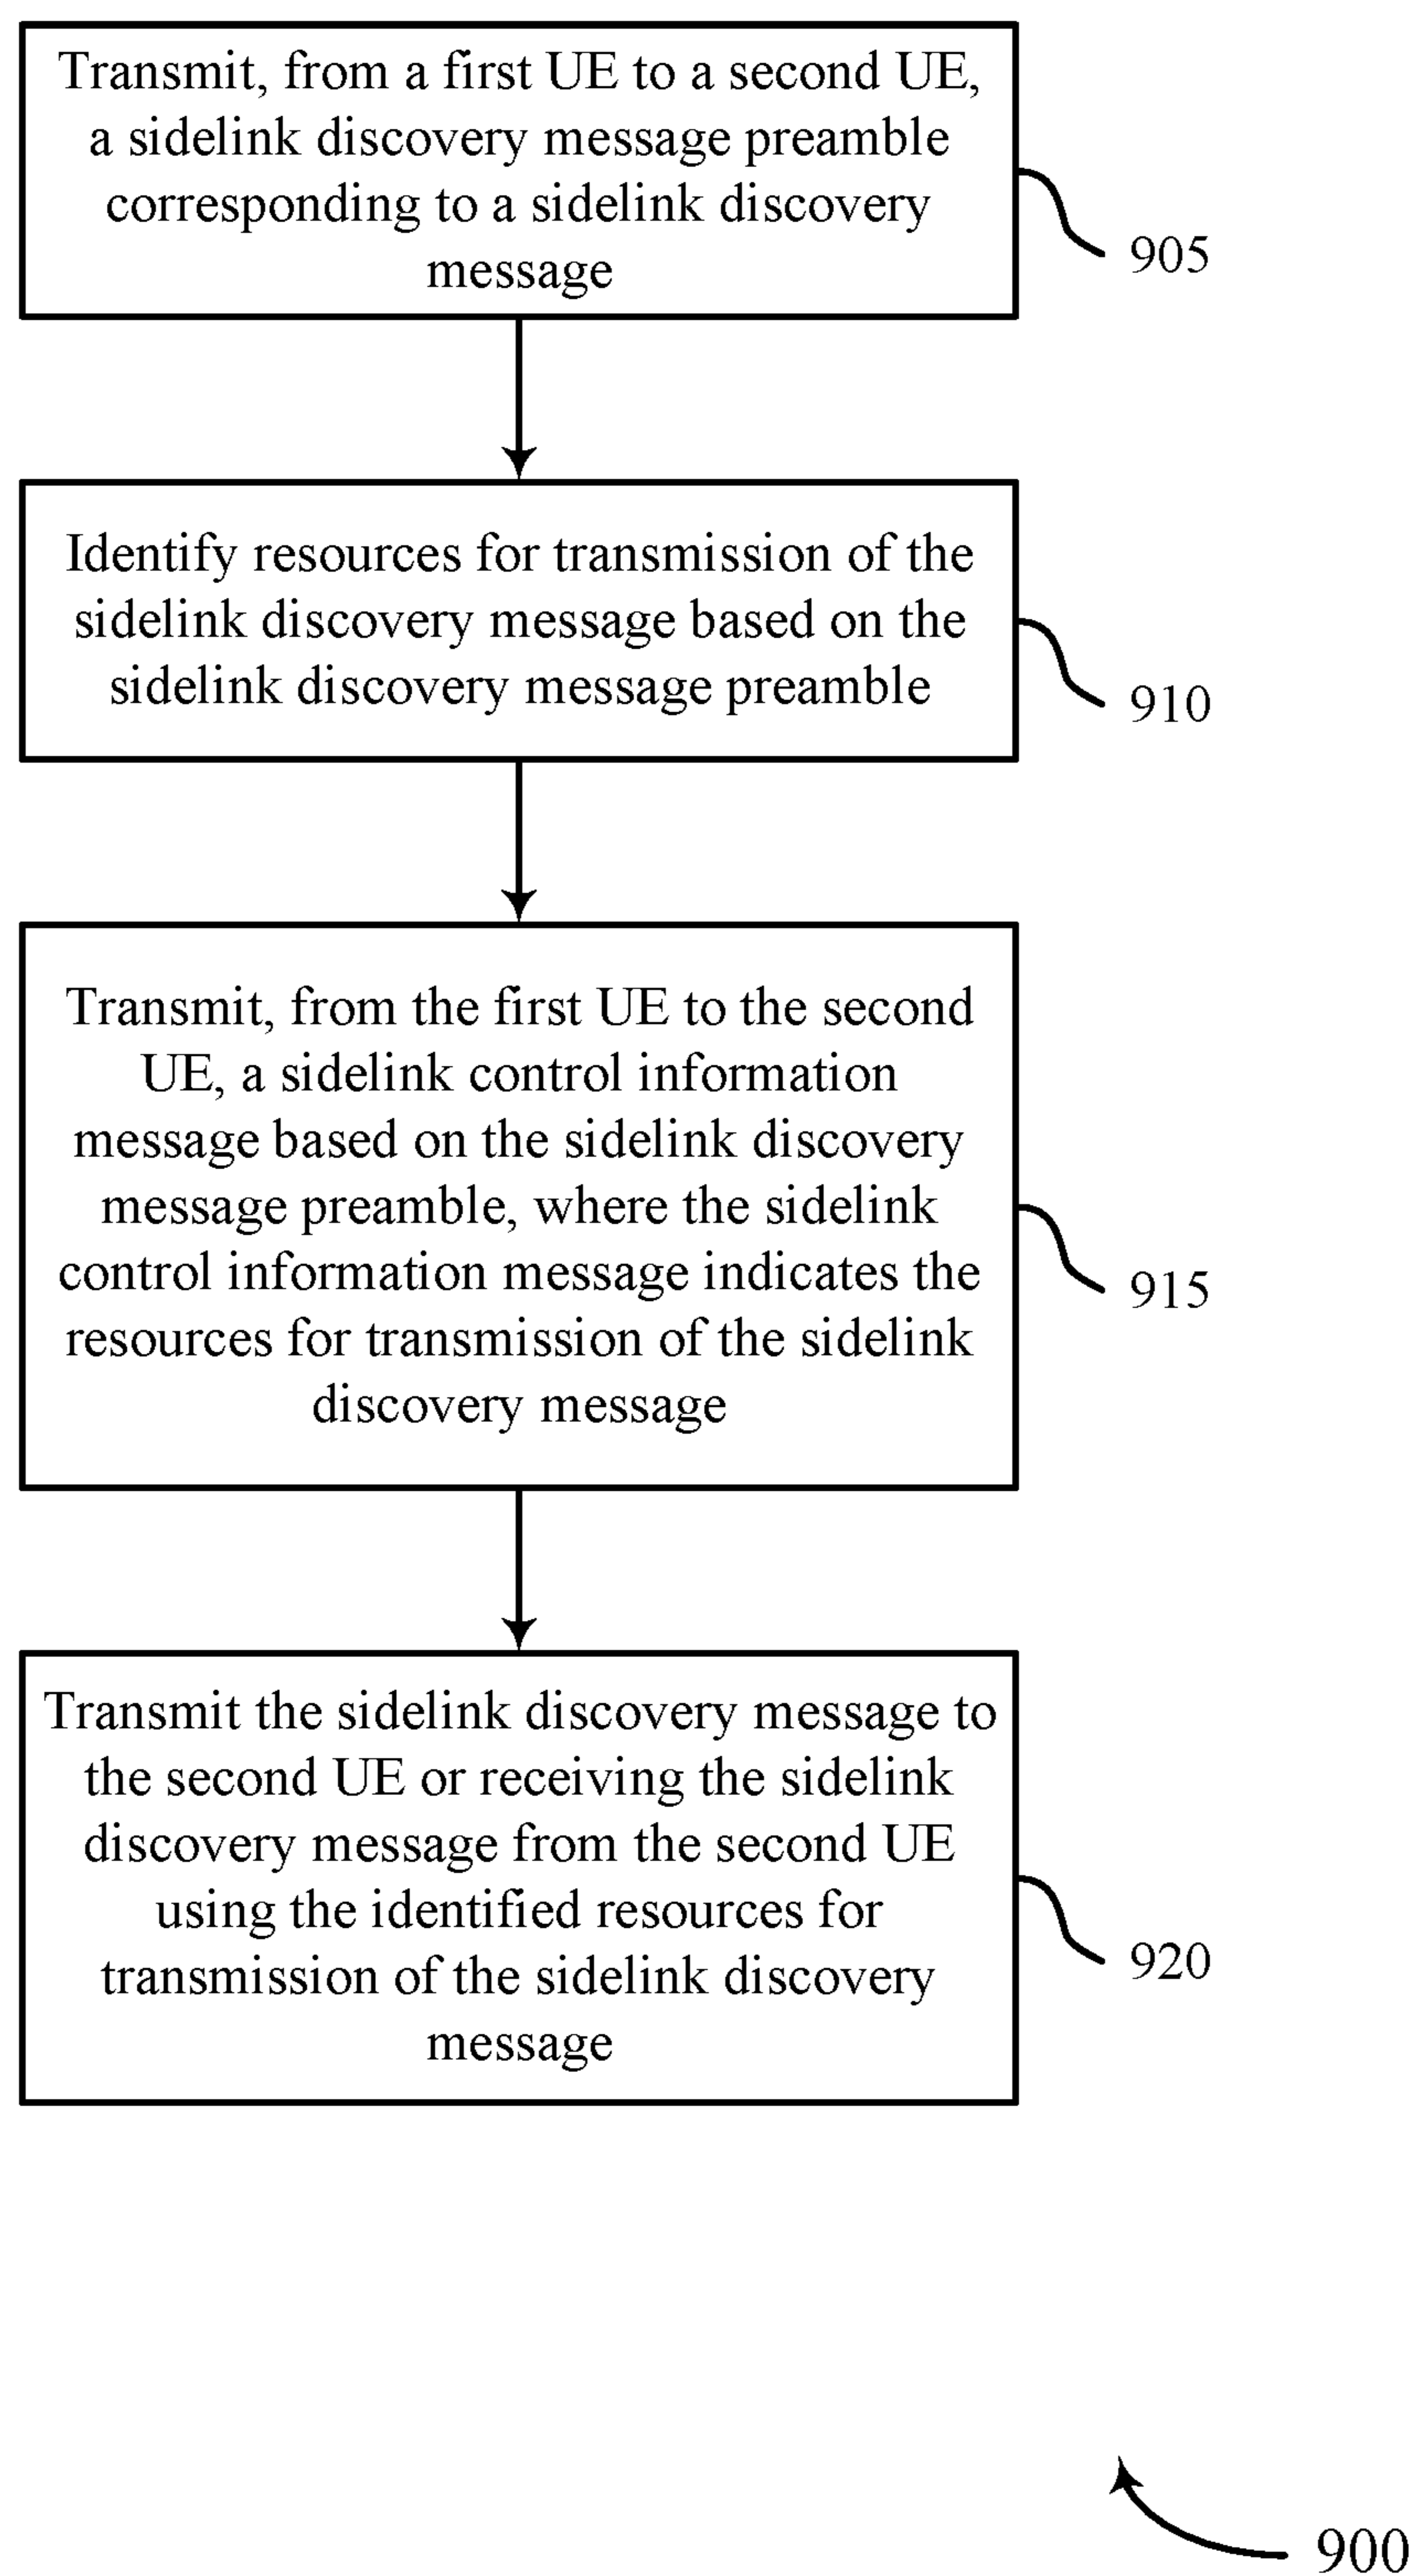 Transmit, from a first UE to a second UE,
a sidelink discovery message preamble
corresponding to a sidelink discovery
message
905
Identify resources for transmission of the
sidelink discovery message based on the
sidelink discovery message preamble
910
Transmit, from the first UE to the second
UE, a sidelink control information
message based on the sidelink discovery
message preamble, where the sidelink
control information message indicates the
resources for transmission of the sidelink
discovery message
915
Transmit the sidelink discovery message to
the second UE or receiving the sidelink
discovery message from the second UE
using the identified resources for
transmission of the sidelink discovery
message
920
900